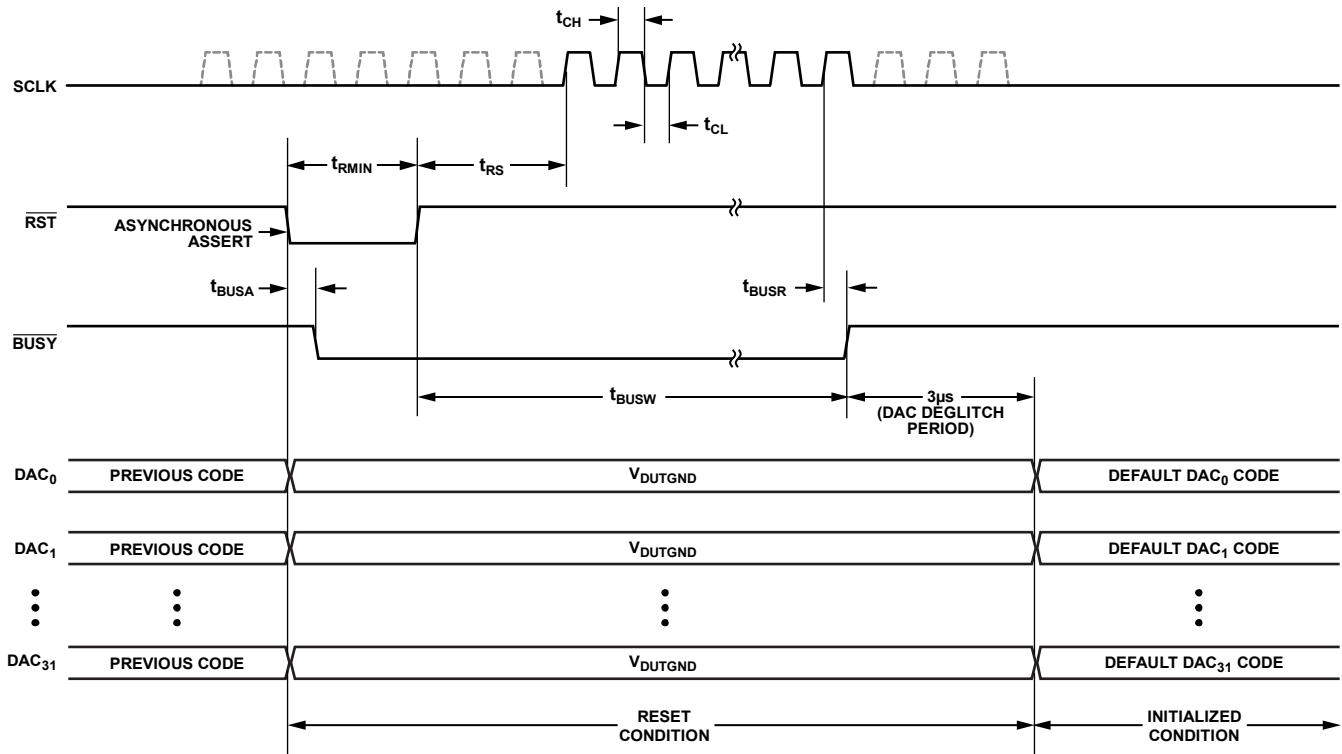 tCH
SCLK
tCL
tRMIN
tRS
RST
ASYNCHRONOUS
ASSERT
tBUSA
tBUSR
BUSY
tBUSW
3µs
(DAC DEGLITCH
PERIOD)
DAC0
PREVIOUS CODE
VDUTGND
DEFAULT DAC0 CODE
DAC1
PREVIOUS CODE
VDUTGND
DEFAULT DAC1 CODE
DAC31
PREVIOUS CODE
VDUTGND
DEFAULT DAC31 CODE
RESET
CONDITION
INITIALIZED
CONDITION